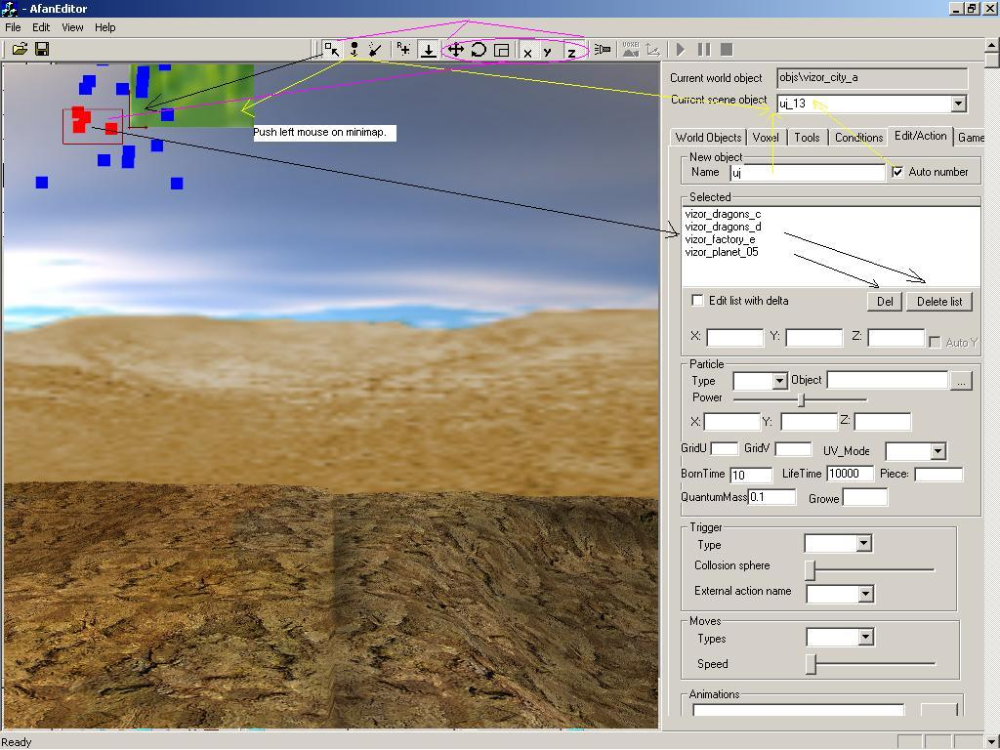 - AfanEditor
File Edit View Help
R+ X Y Z VOXEL
Current world object objs\vizor_city_a
Current scene object uj_13
Push left mouse on minimap.
World Objects Voxel Tools Conditions Edit/Action Game
New object
Name uj Auto number
Selected
vizor_dragons_c
vizor_dragons_d
vizor_factory_e
vizor_planet_05
Edit list with delta Del Delete list
X: Y: Z: Auto Y
Particle
Type Object ...
Power
X: Y: Z:
GridU GridV UV_Mode
BornTime 10 LifeTime 10000 Piece:
QuantumMass 0.1 Growe
Trigger
Type
Collosion sphere
External action name
Moves
Types
Speed
Animations
Ready